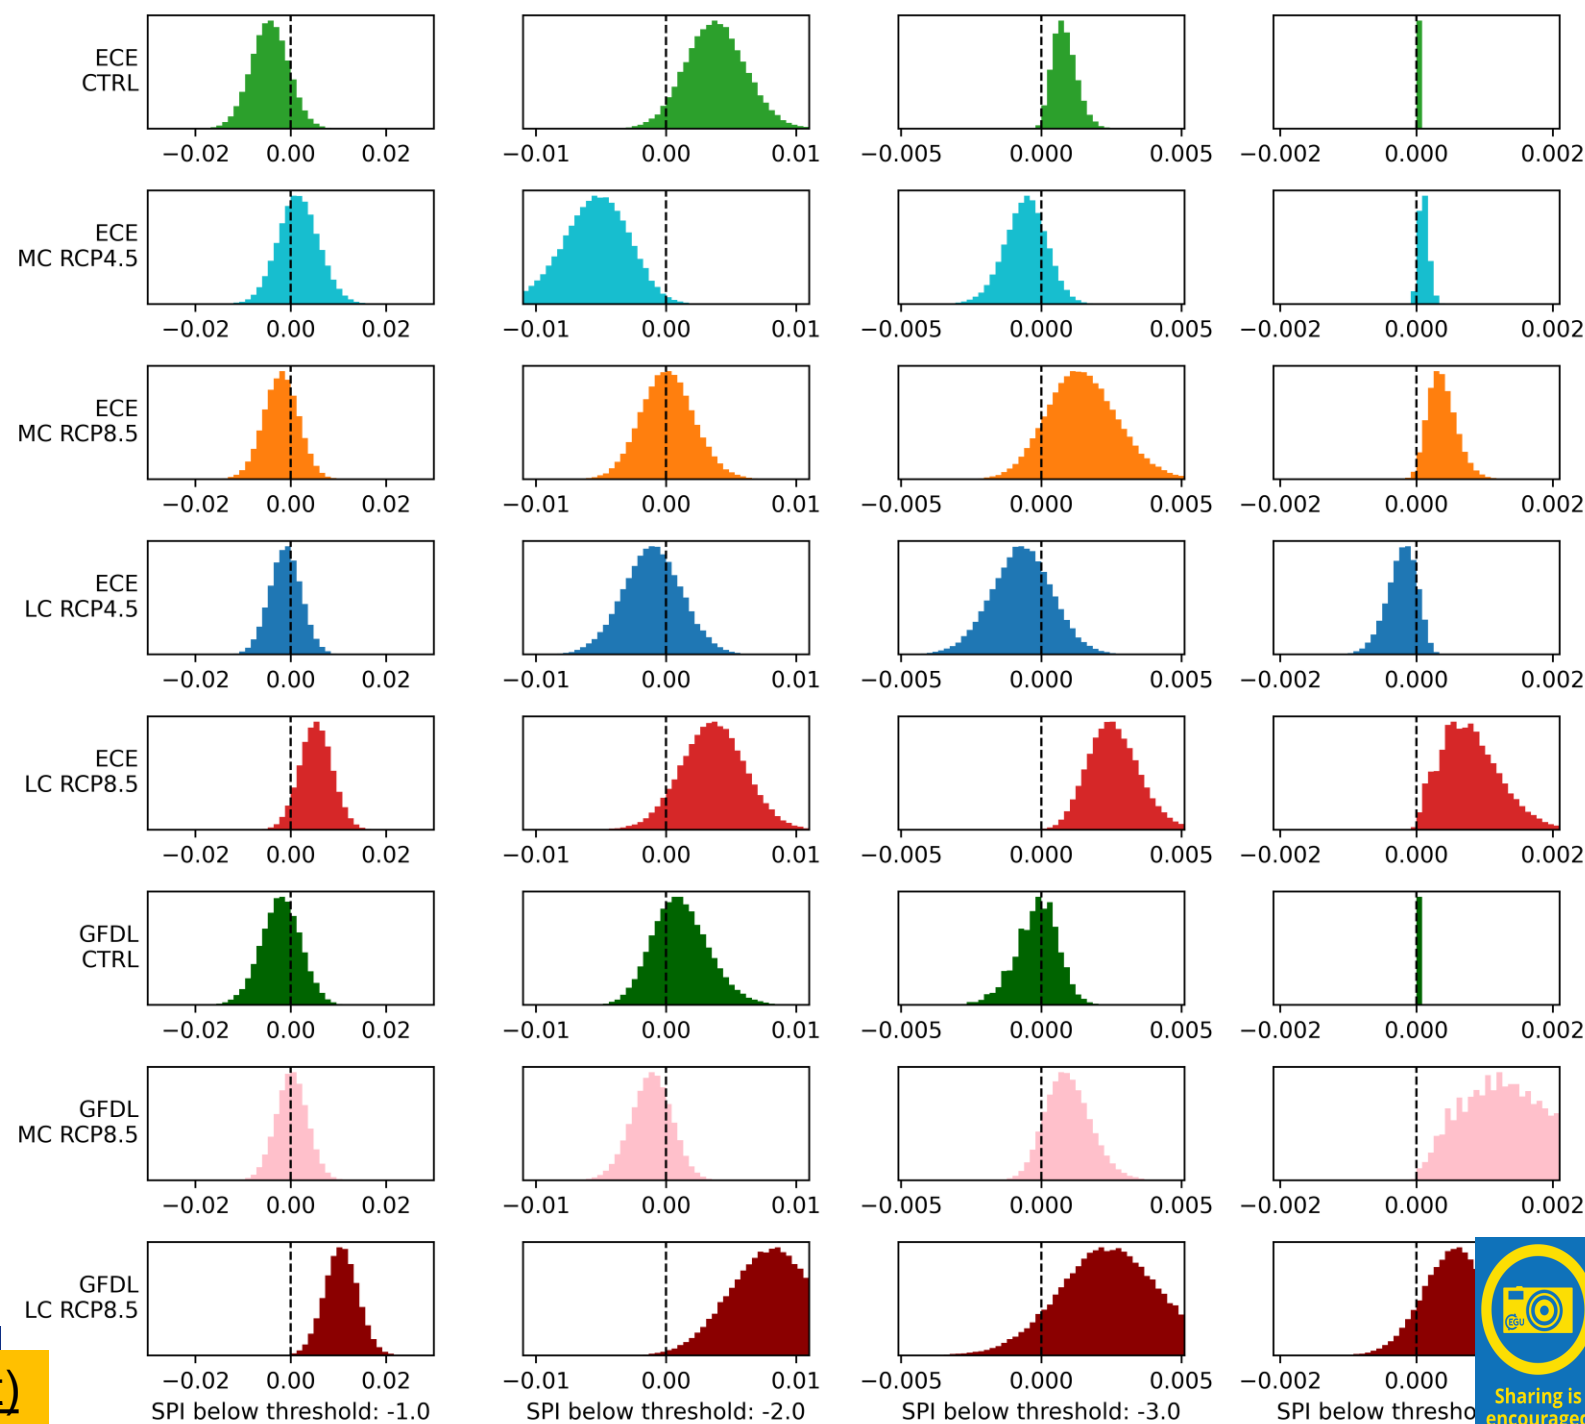 ECE
CTRL
−0.02 0.00 0.02 −0.01 0.00 0.01 −0.005 0.000 0.005 −0.002 0.000 0.002
ECE
MC RCP4.5
−0.02 0.00 0.02 −0.01 0.00 0.01 −0.005 0.000 0.005 −0.002 0.000 0.002
ECE
MC RCP8.5
−0.02 0.00 0.02 −0.01 0.00 0.01 −0.005 0.000 0.005 −0.002 0.000 0.002
ECE
LC RCP4.5
−0.02 0.00 0.02 −0.01 0.00 0.01 −0.005 0.000 0.005 −0.002 0.000 0.002
ECE
LC RCP8.5
−0.02 0.00 0.02 −0.01 0.00 0.01 −0.005 0.000 0.005 −0.002 0.000 0.002
GFDL
CTRL
−0.02 0.00 0.02 −0.01 0.00 0.01 −0.005 0.000 0.005 −0.002 0.000 0.002
GFDL
MC RCP8.5
−0.02 0.00 0.02 −0.01 0.00 0.01 −0.005 0.000 0.005 −0.002 0.000 0.002
GFDL
LC RCP8.5
−0.02 0.00 0.02 −0.01 0.00 0.01 −0.005 0.000 0.005 −0.002 0.000
SPI below threshold: -1.0 SPI below threshold: -2.0 SPI below threshold: -3.0 SPI below
EGU
Sharing is
encouraged